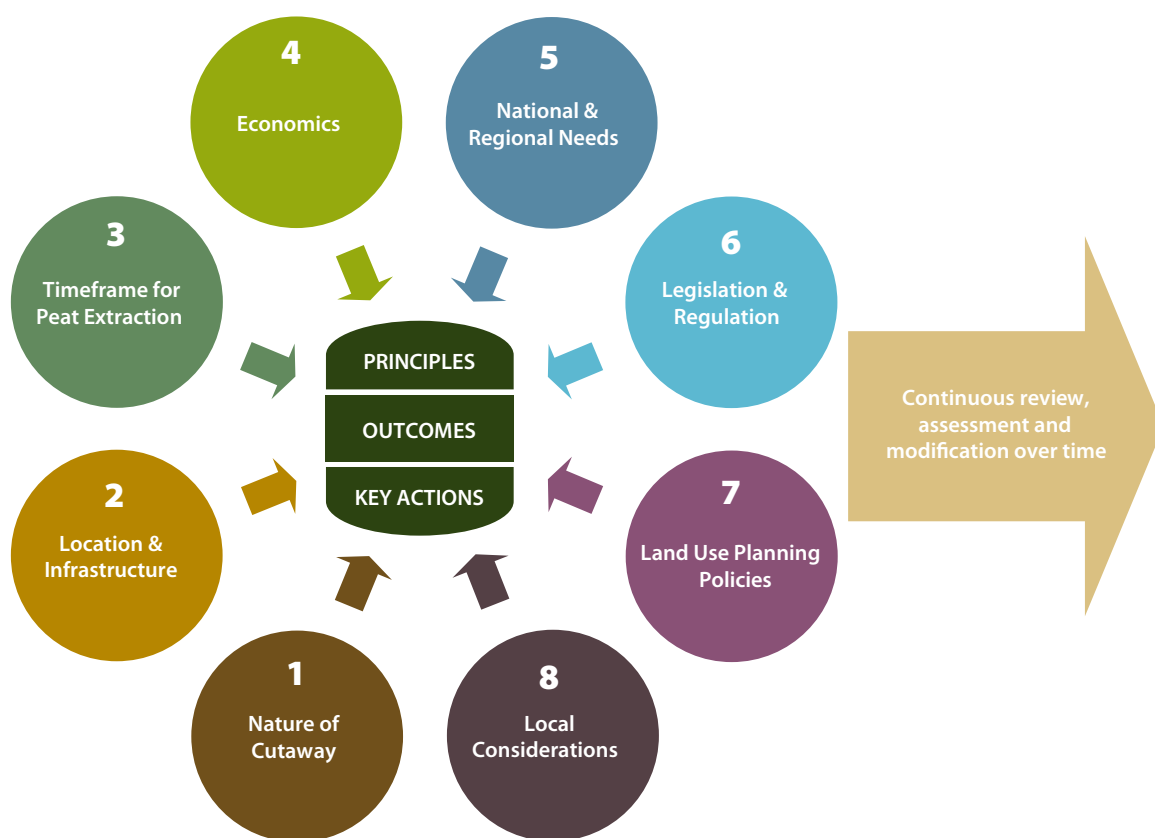 4
Economics
5
National &
Regional Needs
3
Timeframe for
Peat Extraction
6
Legislation &
Regulation
PRINCIPLES
OUTCOMES
KEY ACTIONS
Continuous review,
assessment and
modification over time
2
Location &
Infrastructure
7
Land Use Planning
Policies
1
Nature of
Cutaway
8
Local
Considerations